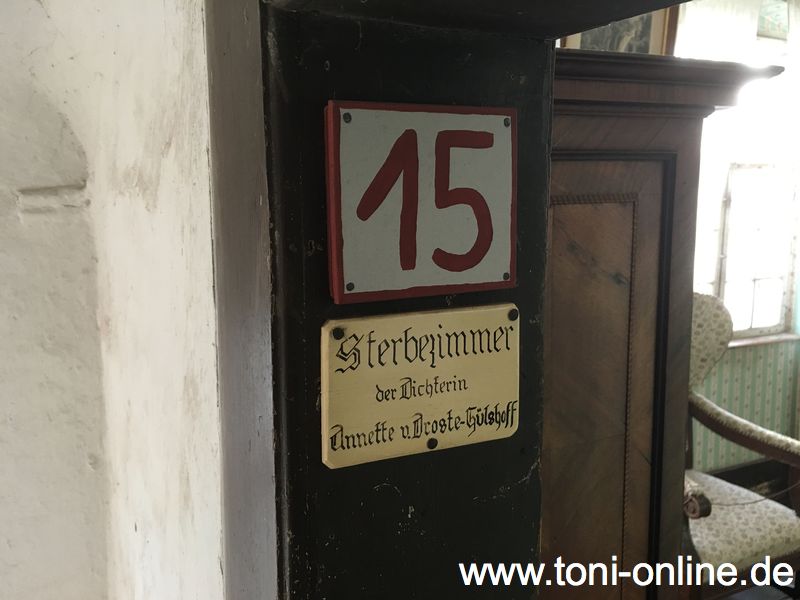 15
Sterbezimmer
der Dichterin
Annette v. Droste-Hülshoff
www.toni-online.de